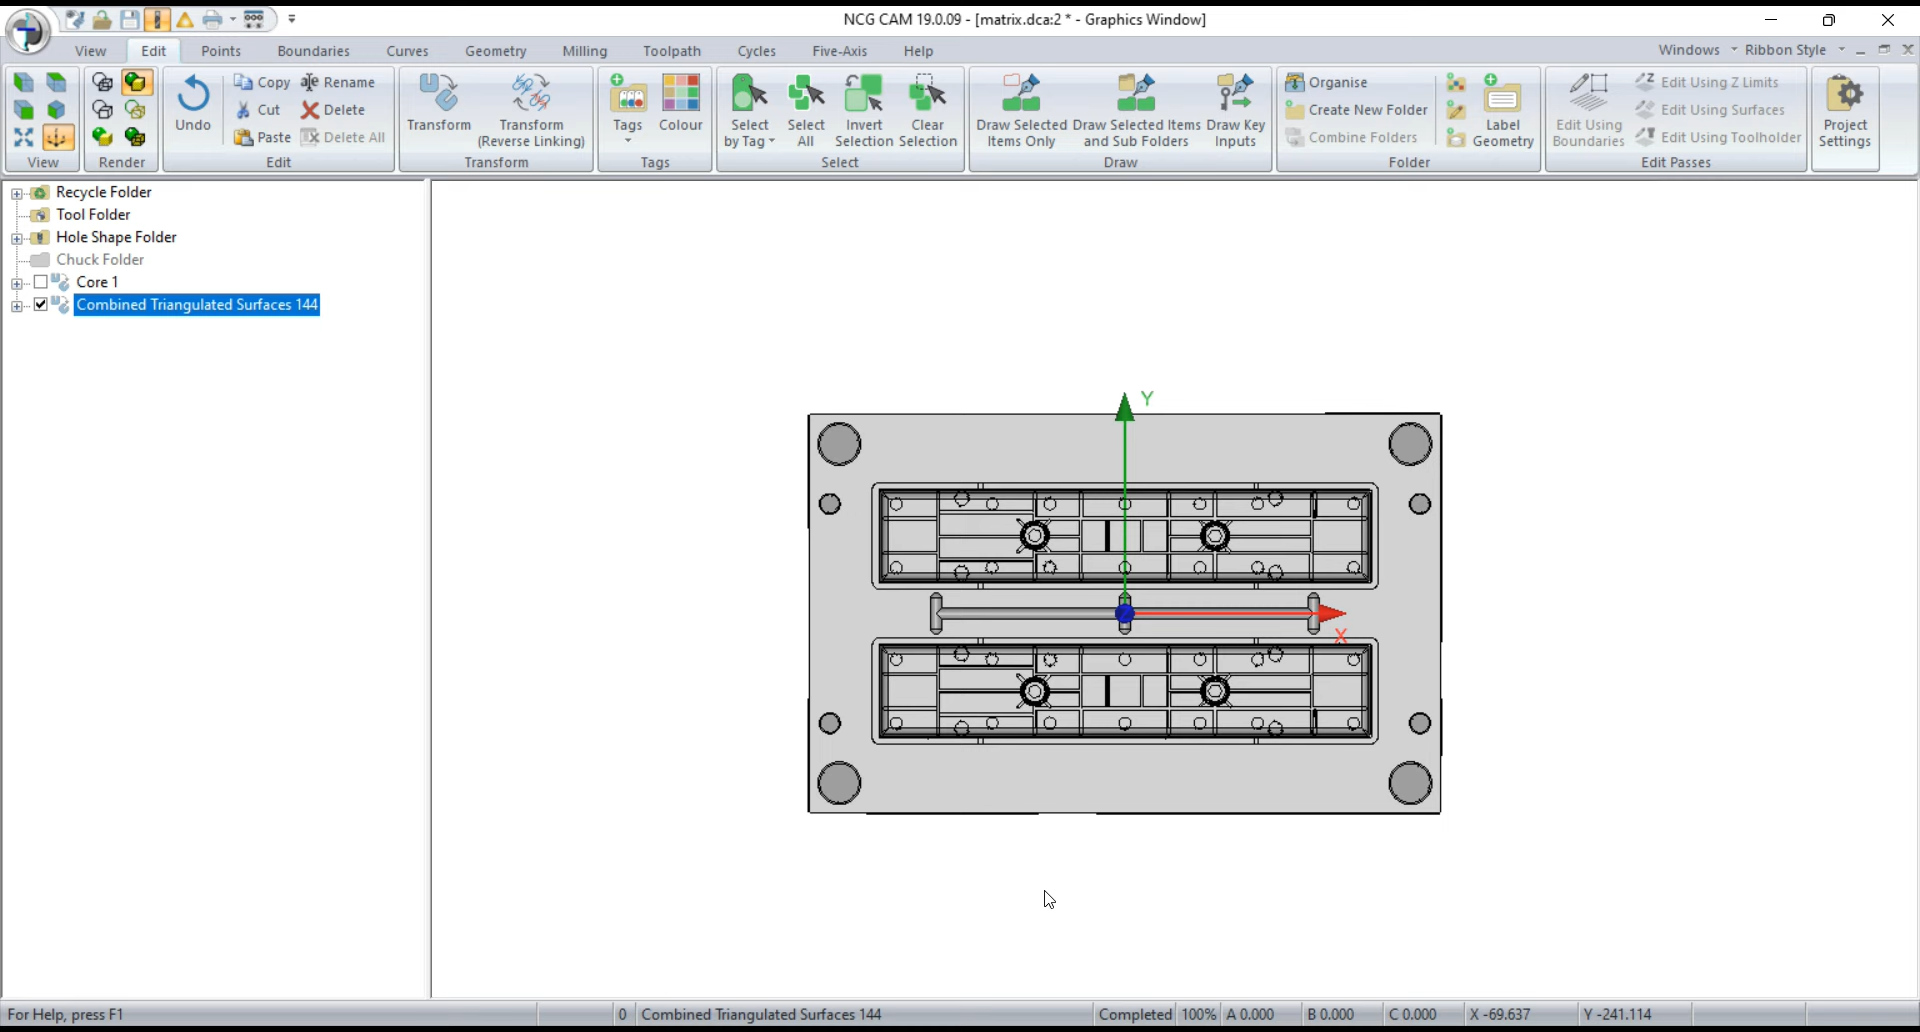 NCG CAM 19.0.09 - [matrix.dca:2 * - Graphics Window]
View Edit Points Boundaries Curves Geometry Milling Toolpath Cycles Five-Axis Help Windows Ribbon Style
View
Render
Undo
Copy Rename
Cut Delete
Paste Delete All
Edit
Transform
Transform
(Reverse Linking)
Transform
Tags
Colour
Tags
Select
by Tag
Select
All
Invert
Selection
Clear
Selection
Select
Draw Selected
Items Only
Draw Selected Items
and Sub Folders
Draw Key
Inputs
Draw
Organise
Create New Folder
Combine Folders
Label
Geometry
Folder
Edit Using
Boundaries
Edit Using Z Limits
Edit Using Surfaces
Edit Using Toolholder
Edit Passes
Project
Settings
Recycle Folder
Tool Folder
Hole Shape Folder
Chuck Folder
Core 1
Combined Triangulated Surfaces 144
Y
X
For Help, press F1 0 Combined Triangulated Surfaces 144 Completed 100% A 0.000 B 0.000 C 0.000 X -69.637 Y -241.114